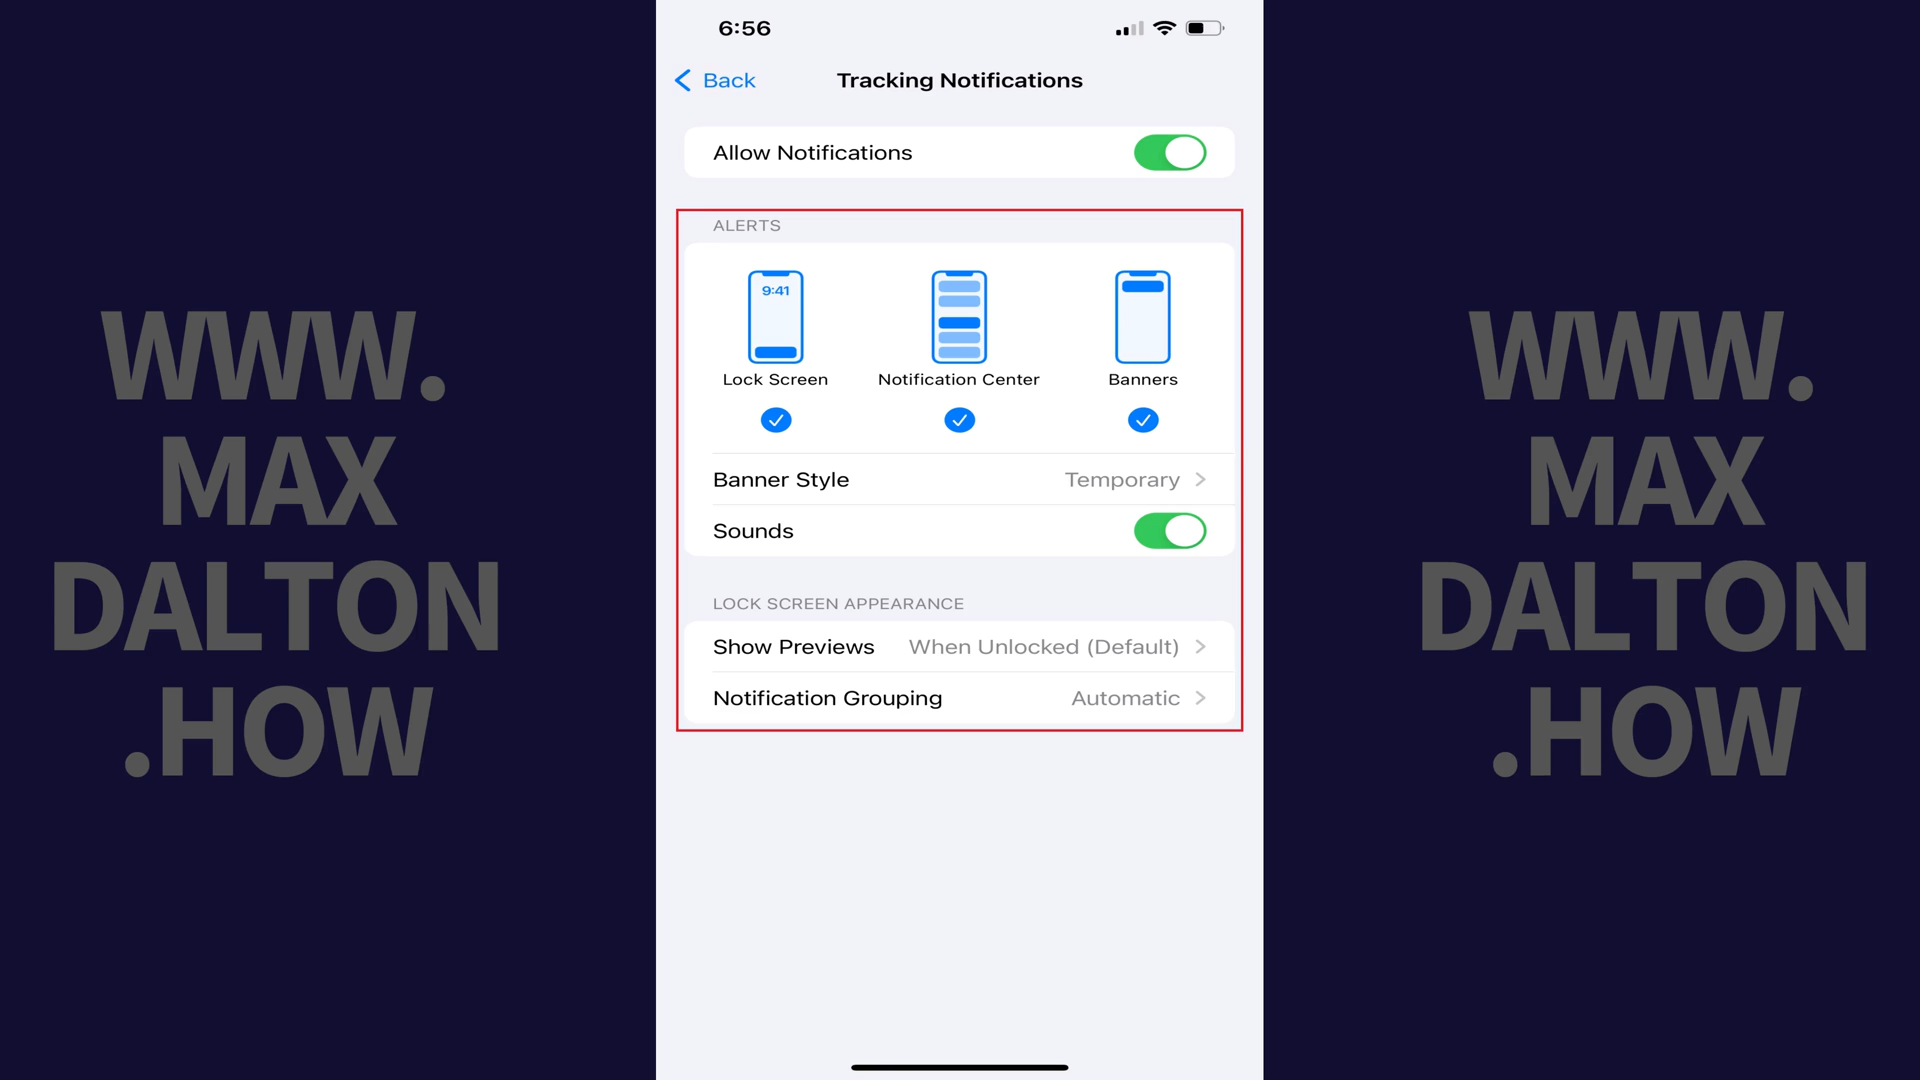 6:56
Back
Tracking Notifications
Allow Notifications
ALERTS
9:41
Lock Screen
Notification Center
Banners
Banner Style
Temporary
Sounds
LOCK SCREEN APPEARANCE
Show Previews
When Unlocked (Default)
Notification Grouping
Automatic
WWW.
MAX
DALTON
.HOW
WWW.
MAX
DALTON
.HOW